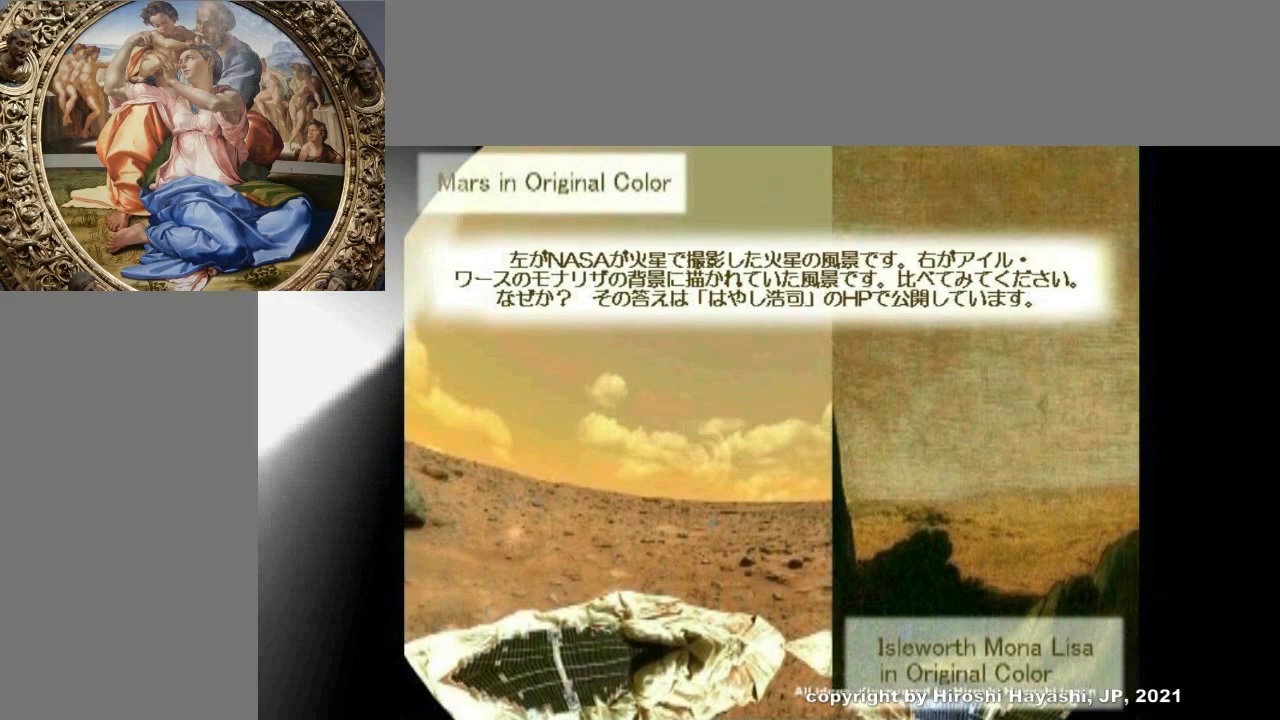 Mars in Original Color
左がNASAが火星で撮影した火星の風景です。右がアイル・
ワースのモナリザの背景に描かれていた風景です。比べてみてください。
なぜか？　その答えは「はやし浩司」のHPで公開しています。
Isleworth Mona Lisa
in Original Color
copyright by Hiroshi Hayashi, JP, 2021